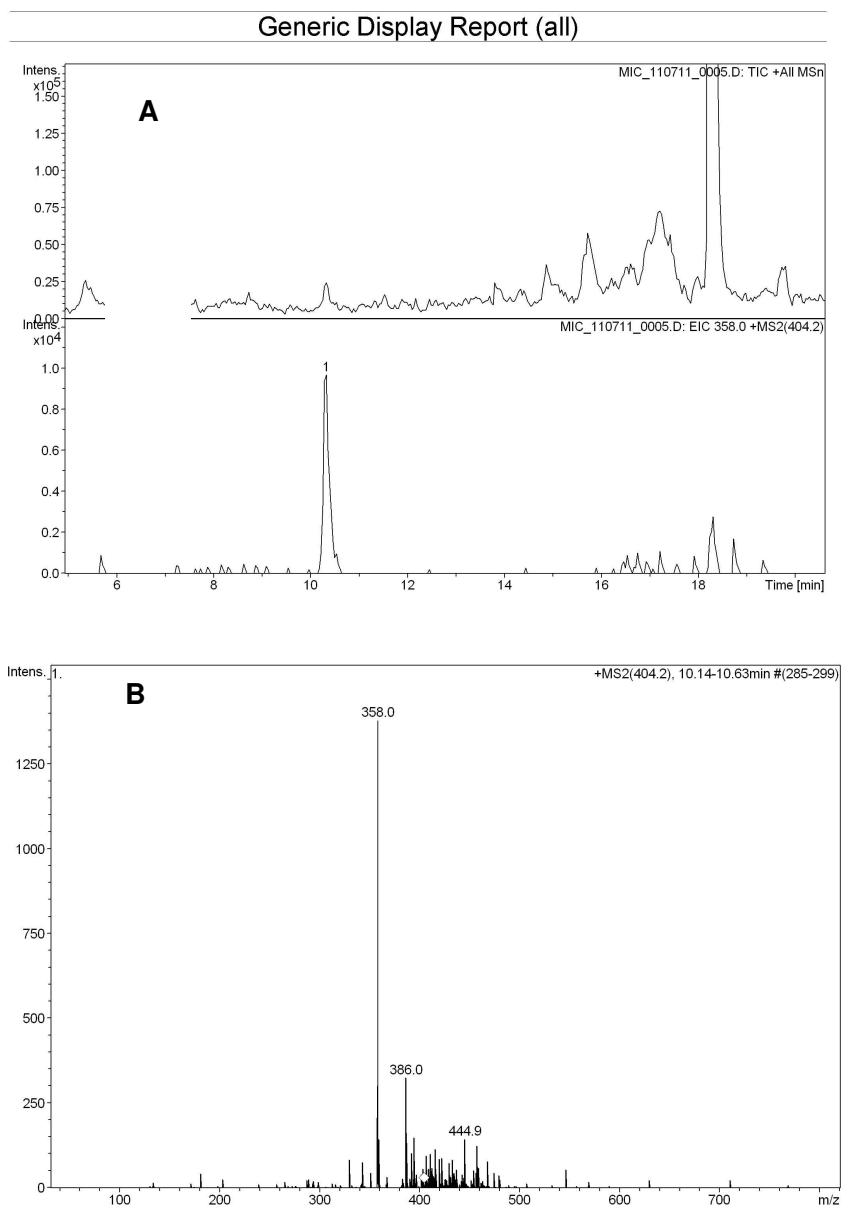 Generic Display Report (all)
Intens.
x10⁵
MIC_110711_0005.D: TIC +All MSn
A
1.50
1.25
1.00
0.75
0.50
0.25
0.00
Intens.
x10⁴
MIC_110711_0005.D: EIC 358.0 +MS2(404.2)
1
1.0
0.8
0.6
0.4
0.2
0.0
6 8 10 12 14 16 18 Time [min]
Intens. 1. +MS2(404.2), 10.14-10.63min #(285-299)
B
358.0
1250
1000
750
500
386.0
250
444.9
0
100 200 300 400 500 600 700 m/z